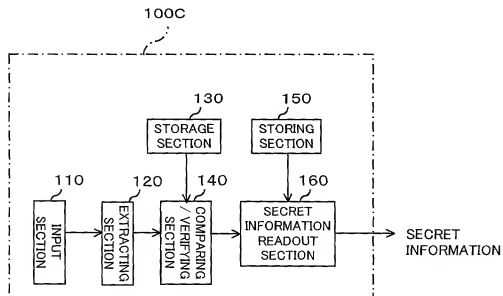 100C
130
150
STORAGE
SECTION
STORING
SECTION
110
120
140
160
INPUT
SECTION
EXTRACTING
SECTION
COMPARING
/ VERIFYING
SECTION
SECRET
INFORMATION
READOUT
SECTION
SECRET
INFORMATION